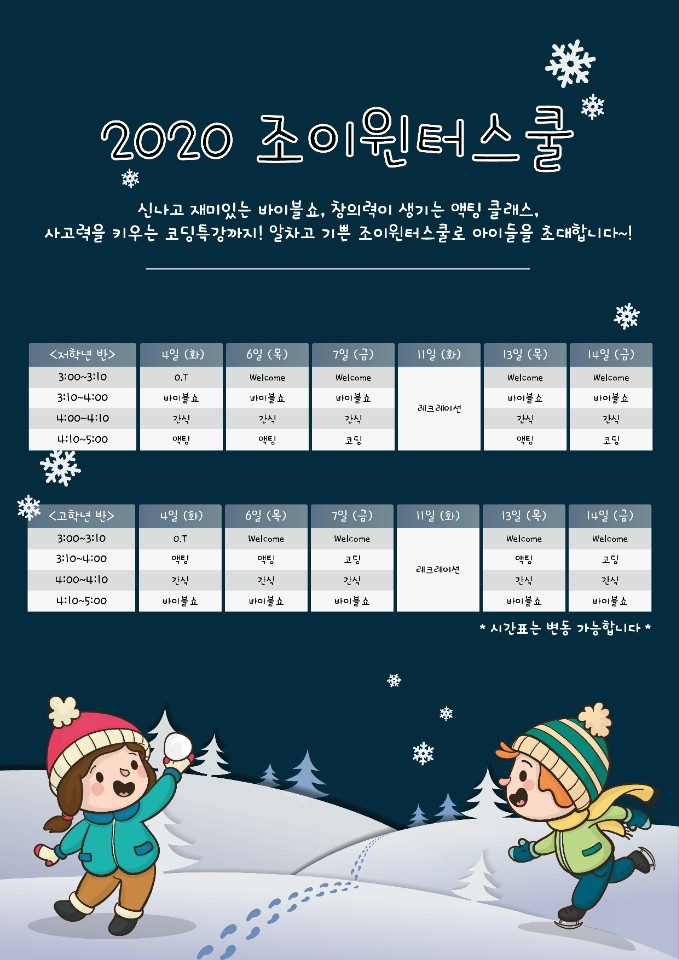 2020 조이윈터스쿨
신나고 재미있는 바이블쇼, 창의력이 생기는 액팅 클래스,
사고력을 키우는 코딩특강까지! 알차고 기쁜 조이윈터스쿨로 아이들을 초대합니다~!
<저학년 반> 4일 (화) 6일 (목) 7일 (금) 11일 (화) 13일 (목) 14일 (금)
3:00~3:10 O.T Welcome Welcome Welcome Welcome
3:10~4:00 바이블쇼 바이블쇼 바이블쇼 레크레이션 바이블쇼 바이블쇼
4:00~4:10 간식 간식 간식 간식 간식
4:10~5:00 액팅 액팅 코딩 액팅 코딩
<고학년 반> 4일 (화) 6일 (목) 7일 (금) 11일 (화) 13일 (목) 14일 (금)
3:00~3:10 O.T Welcome Welcome Welcome Welcome
3:10~4:00 액팅 액팅 코딩 레크레이션 액팅 코딩
4:00~4:10 간식 간식 간식 간식 간식
4:10~5:00 바이블쇼 바이블쇼 바이블쇼 바이블쇼 바이블쇼
* 시간표는 변동 가능합니다 *